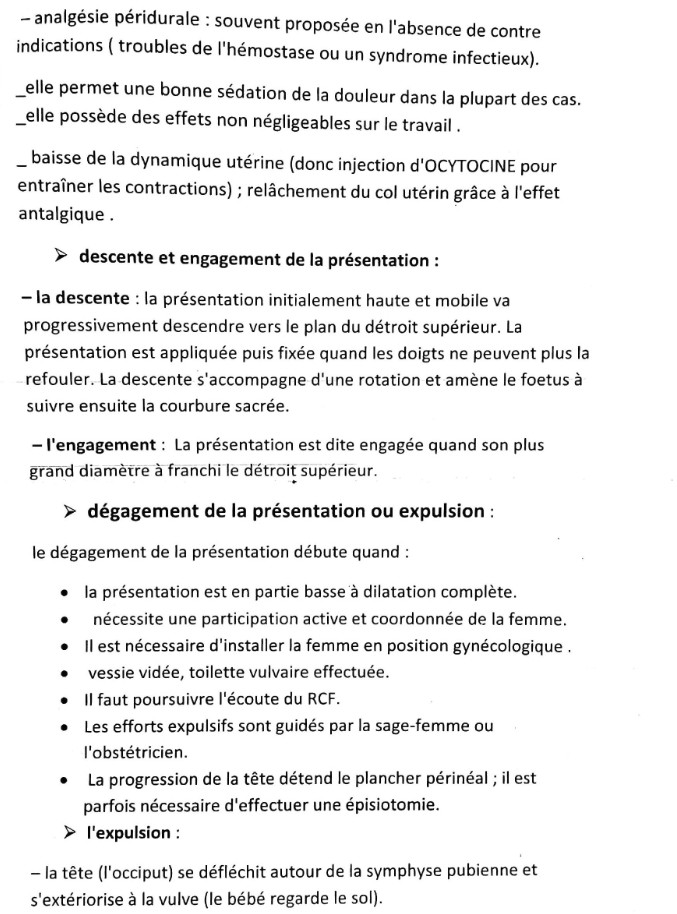 – analgésie péridurale : souvent proposée en l'absence de contre
indications ( troubles de l'hémostase ou un syndrome infectieux).
_elle permet une bonne sédation de la douleur dans la plupart des cas.
_elle possède des effets non négligeables sur le travail .
_ baisse de la dynamique utérine (donc injection d'OCYTOCINE pour
entraîner les contractions) ; relâchement du col utérin grâce à l'effet
antalgique .
➢ descente et engagement de la présentation :
– la descente : la présentation initialement haute et mobile va
progressivement descendre vers le plan du détroit supérieur. La
présentation est appliquée puis fixée quand les doigts ne peuvent plus la
refouler. La descente s'accompagne d'une rotation et amène le foetus à
suivre ensuite la courbure sacrée.
– l'engagement : La présentation est dite engagée quand son plus
grand diamètre à franchi le détroit supérieur.
➢ dégagement de la présentation ou expulsion :
le dégagement de la présentation débute quand :
• la présentation est en partie basse à dilatation complète.
• nécessite une participation active et coordonnée de la femme.
• Il est nécessaire d'installer la femme en position gynécologique .
• vessie vidée, toilette vulvaire effectuée.
• Il faut poursuivre l'écoute du RCF.
• Les efforts expulsifs sont guidés par la sage-femme ou
l'obstétricien.
• La progression de la tête détend le plancher périnéal ; il est
parfois nécessaire d'effectuer une épisiotomie.
➢ l'expulsion :
– la tête (l'occiput) se défléchit autour de la symphyse pubienne et
s'extériorise à la vulve (le bébé regarde le sol).